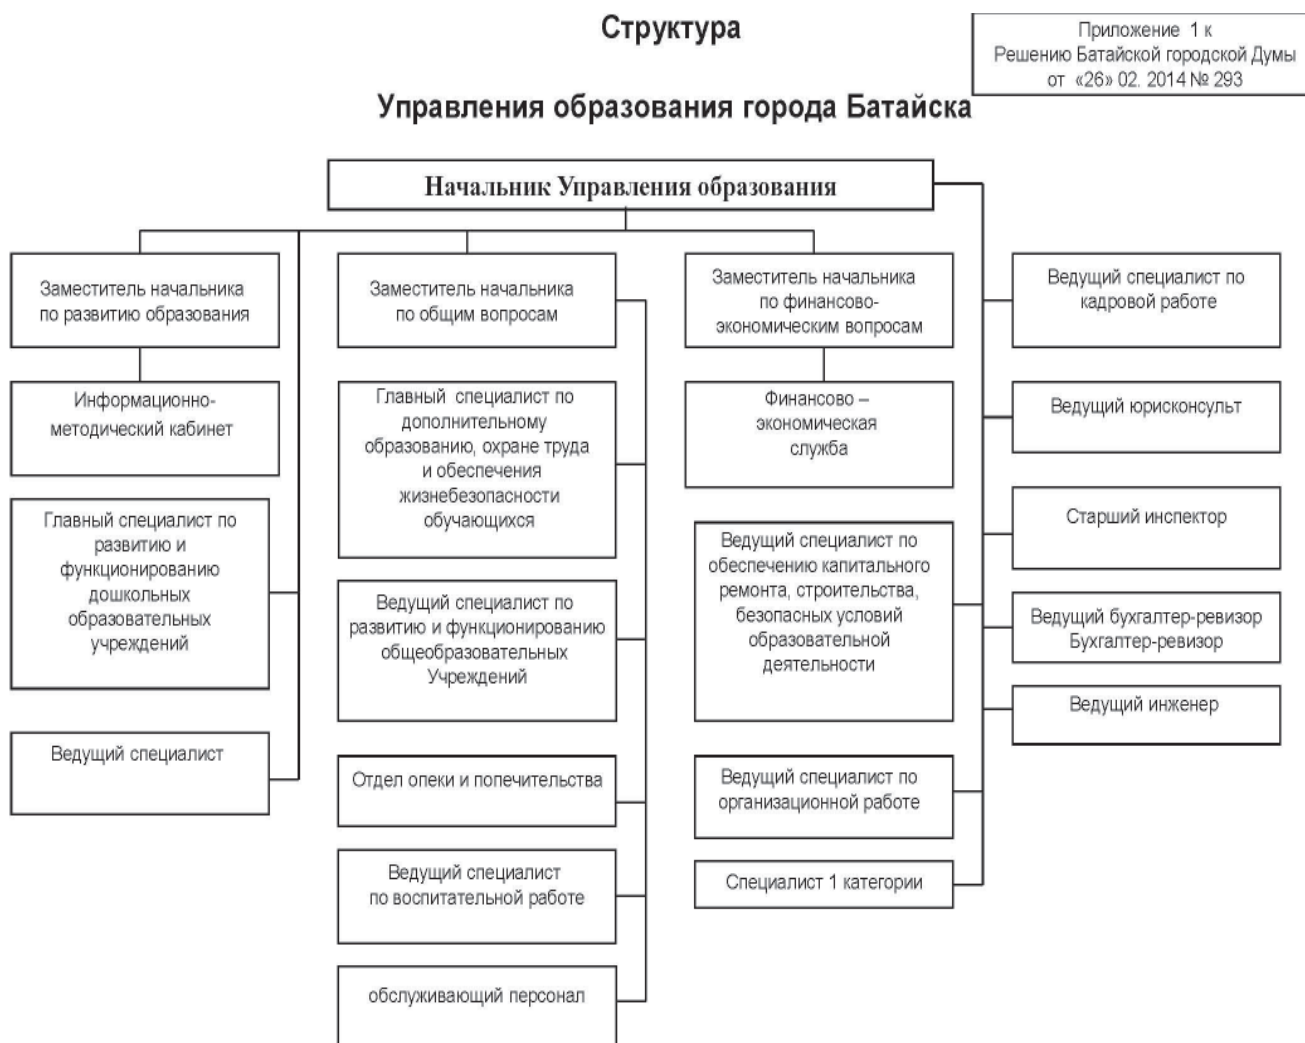 Структура
Приложение 1 к
Решению Батайской городской Думы
от «26» 02. 2014 № 293
Управления образования города Батайска
Начальник Управления образования
Заместитель начальника
по развитию образования
Информационно-
методический кабинет
Главный специалист по
развитию и
функционированию
дошкольных
образовательных
учреждений
Ведущий специалист
Заместитель начальника
по общим вопросам
Главный специалист по
дополнительному
образованию, охране труда
и обеспечения
жизнебезопасности
обучающихся
Ведущий специалист по
развитию и функционированию
общеобразовательных
Учреждений
Отдел опеки и попечительства
Ведущий специалист
по воспитательной работе
обслуживающий персонал
Заместитель начальника
по финансово-
экономическим вопросам
Финансово –
экономическая
служба
Ведущий специалист по
обеспечению капитального
ремонта, строительства,
безопасных условий
образовательной
деятельности
Ведущий специалист по
организационной работе
Специалист 1 категории
Ведущий специалист по
кадровой работе
Ведущий юрисконсульт
Старший инспектор
Ведущий бухгалтер-ревизор
Бухгалтер-ревизор
Ведущий инженер